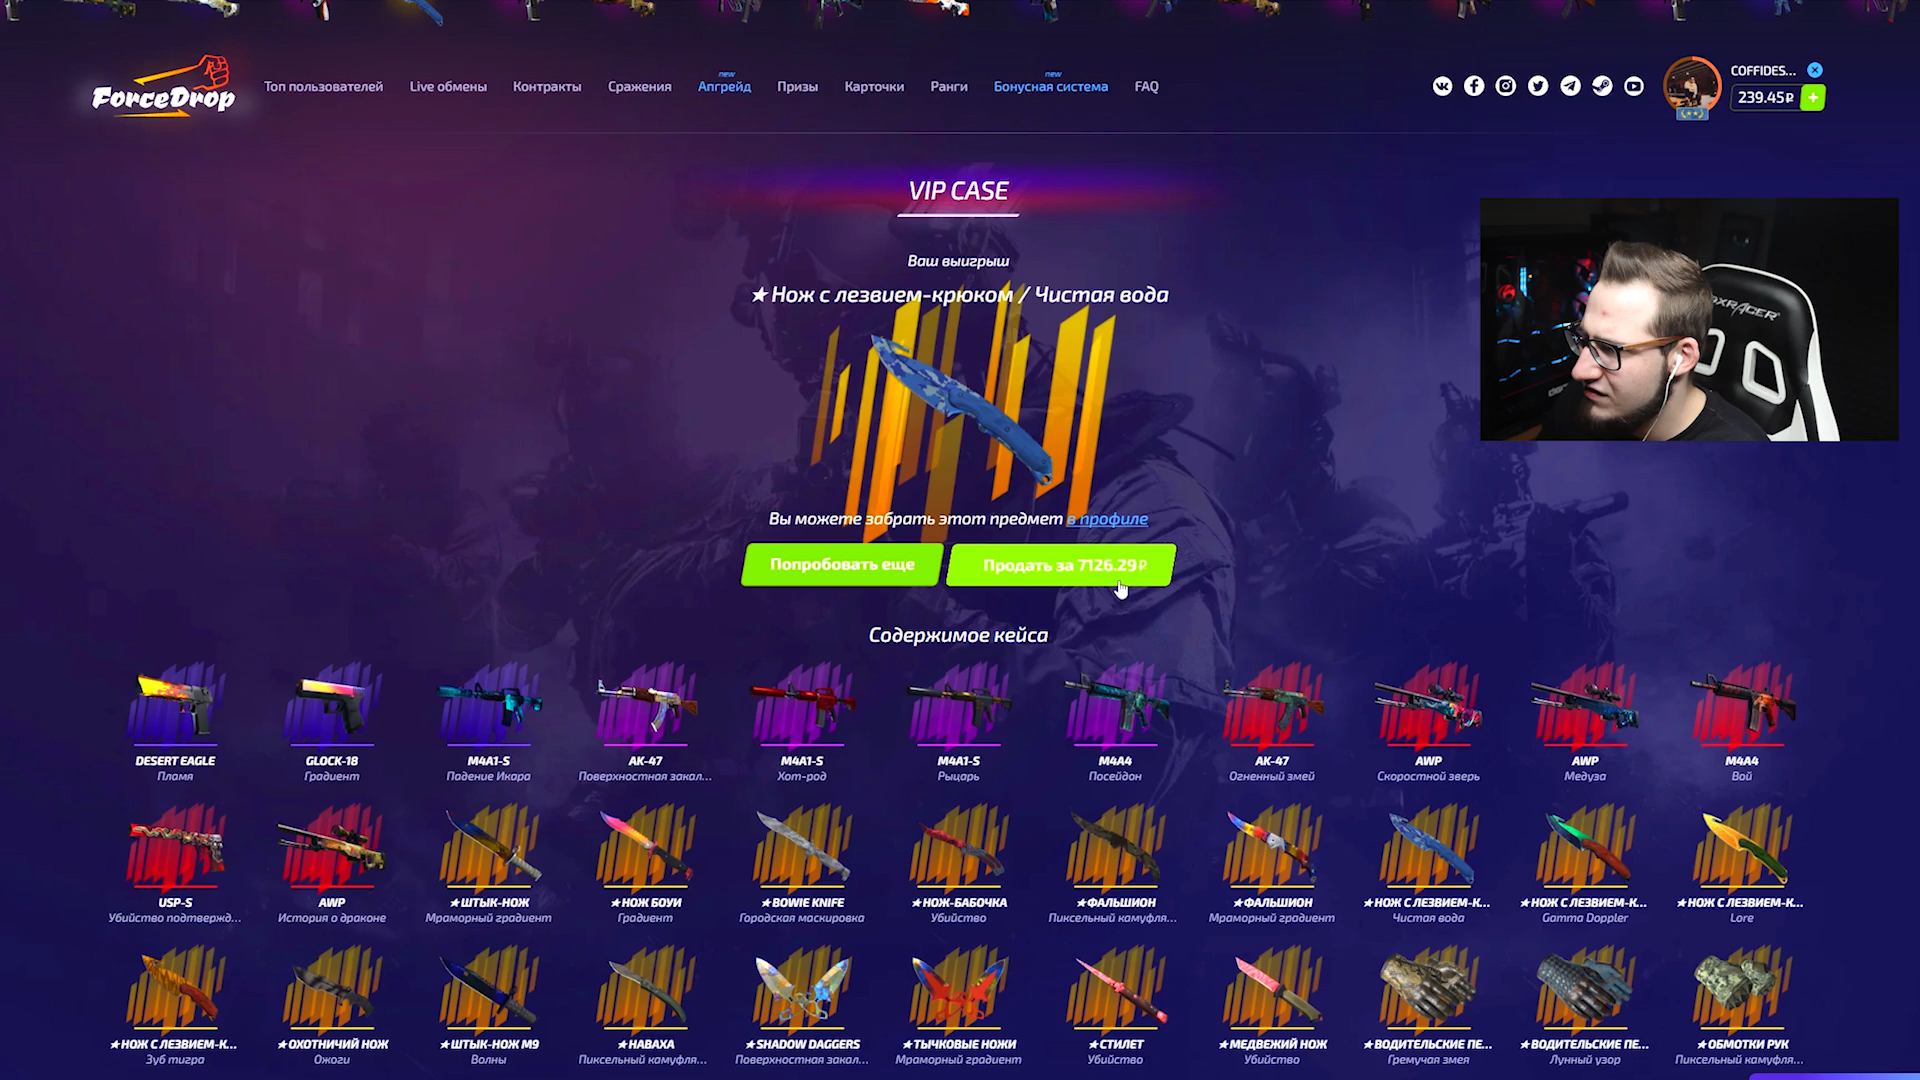 ForceDrop
Топ пользователей
Live обмены
Контракты
Сражения
new
Апгрейд
Призы
Карточки
Ранги
new
Бонусная система
FAQ
COFFIDES...
239.45₽ +
VIP CASE
Ваш выигрыш
★ Нож с лезвием-крюком / Чистая вода
Вы можете забрать этот предмет в профиле
Попробовать еще
Продать за 7126.29₽
Содержимое кейса
DESERT EAGLE
Пламя
GLOCK-18
Градиент
M4A1-S
Падение Икара
AK-47
Поверхностная закал...
M4A1-S
Хот-род
M4A1-S
Рыцарь
M4A4
Посейдон
AK-47
Огненный змей
AWP
Скоростной зверь
AWP
Медуза
M4A4
Вой
USP-S
Убийство подтвержд...
AWP
История о драконе
★ ШТЫК-НОЖ
Мраморный градиент
★ НОЖ БОУИ
Градиент
★ BOWIE KNIFE
Городская маскировка
★ НОЖ-БАБОЧКА
Убийство
★ ФАЛЬШИОН
Пиксельный камуфля...
★ ФАЛЬШИОН
Мраморный градиент
★ НОЖ С ЛЕЗВИЕМ-К...
Чистая вода
★ НОЖ С ЛЕЗВИЕМ-К...
Gamma Doppler
★ НОЖ С ЛЕЗВИЕМ-К...
Lore
★ НОЖ С ЛЕЗВИЕМ-К...
Зуб тигра
★ ОХОТНИЧИЙ НОЖ
Ожоги
★ ШТЫК-НОЖ M9
Волны
★ НАВАХА
Пиксельный камуфля...
★ SHADOW DAGGERS
Поверхностная закал...
★ ТЫЧКОВЫЕ НОЖИ
Мраморный градиент
★ СТИЛЕТ
Убийство
★ МЕДВЕЖИЙ НОЖ
Убийство
★ ВОДИТЕЛЬСКИЕ ПЕ...
Гремучая змея
★ ВОДИТЕЛЬСКИЕ ПЕ...
Лунный узор
★ ОБМОТКИ РУК
Пиксельный камуфля...